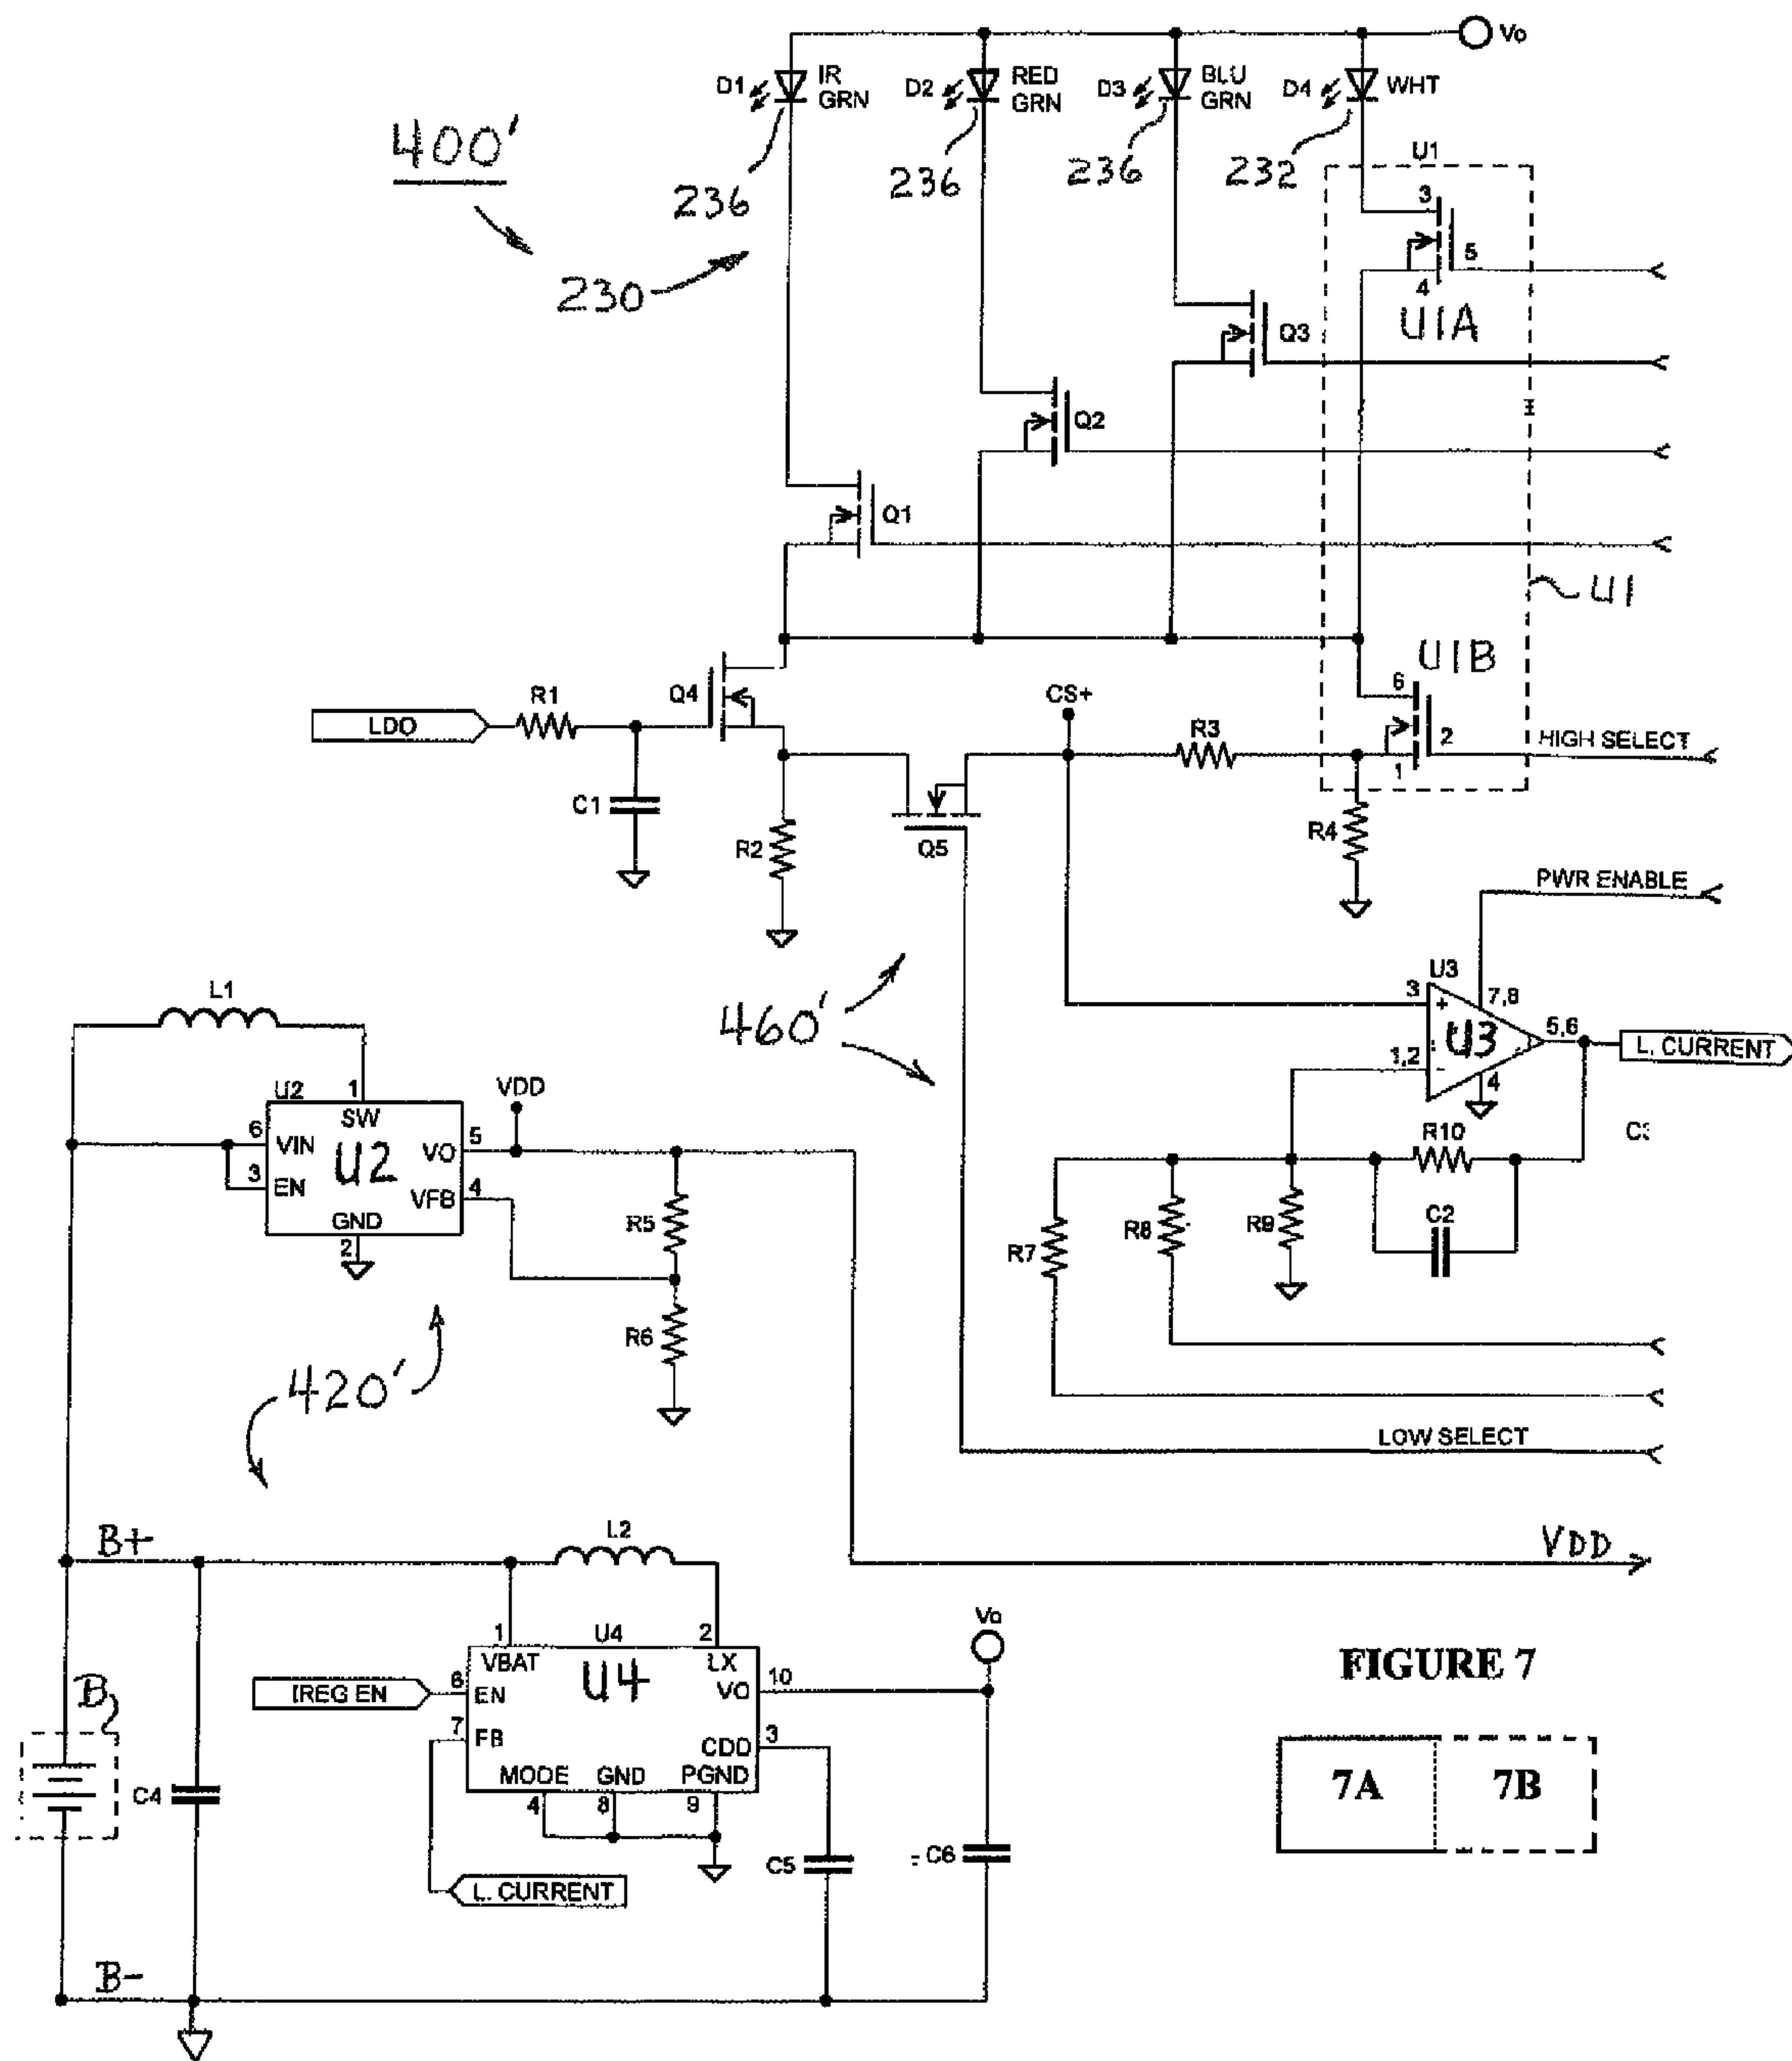 Vo
D1
IR
GRN
D2
RED
GRN
D3
BLU
GRN
D4
WHT
400'
236
236
236
232
U1
3
5
4
U1A
230
Q3
Q2
Q1
U1
U1B
6
2
1
HIGH SELECT
LDO
R1
Q4
CS+
R3
C1
R2
Q5
R4
PWR ENABLE
L1
460'
U3
3
+
7,8
U3
5,6
L. CURRENT
1,2
-
4
U2
1
SW
VDD
6
VIN
U2
VO
5
3
EN
VFB
4
GND
2
R5
R6
R10
R7
R8
R9
C2
420'
LOW SELECT
B+
L2
VDD
1
U4
2
Vo
VBAT
U4
LX
IREG EN
6
EN
VO
10
7
FB
CDD
3
MODE
GND
PGND
4
8
9
B
C4
C5
C6
L. CURRENT
B-
FIGURE 7
7A
7B